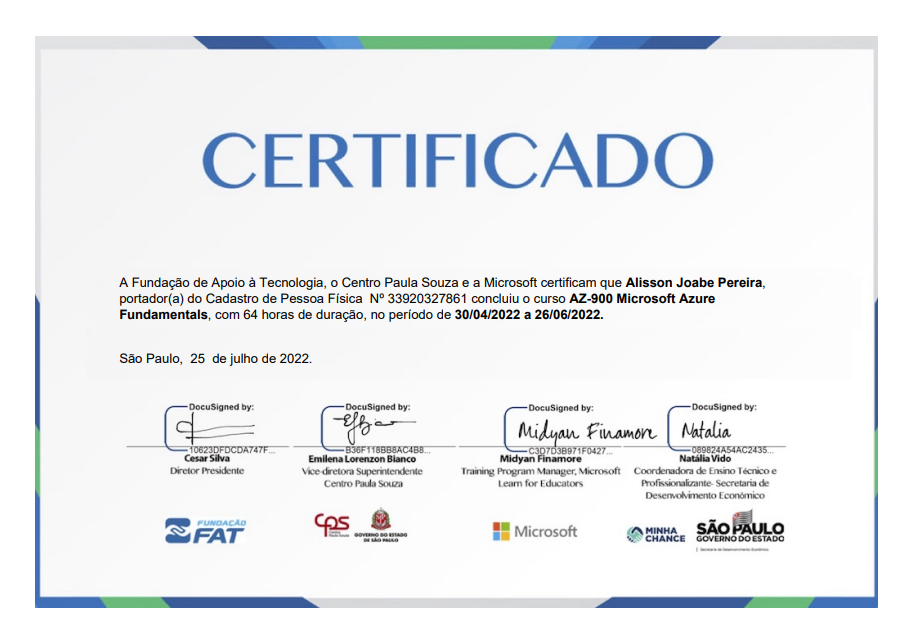 CERTIFICADO
A Fundação de Apoio à Tecnologia, o Centro Paula Souza e a Microsoft certificam que Alisson Joabe Pereira,
portador(a) do Cadastro de Pessoa Física Nº 33920327861 concluiu o curso AZ-900 Microsoft Azure
Fundamentals, com 64 horas de duração, no período de 30/04/2022 a 26/06/2022.
São Paulo, 25 de julho de 2022.
DocuSigned by:
10623DFDCDA747F...
Cesar Silva
Diretor Presidente
DocuSigned by:
B36F118BB8AC4B8...
Emilena Lorenzon Bianco
Vice-diretora Superintendente
Centro Paula Souza
DocuSigned by:
Midyan Finamore
C3D7D3B971F0427...
Midyan Finamore
Training Program Manager, Microsoft
Learn for Educators
DocuSigned by:
Natalia
089824A54AC2435...
Natália Vido
Coordenadora de Ensino Técnico e
Profissionalizante- Secretaria de
Desenvolvimento Econômico
FUNDAÇÃO
FAT
CPS
Centro
Paula Souza
GOVERNO DO ESTADO
DE SÃO PAULO
Microsoft
MINHA
CHANCE
SÃO PAULO
GOVERNO DO ESTADO
Secretaria de Desenvolvimento Econômico